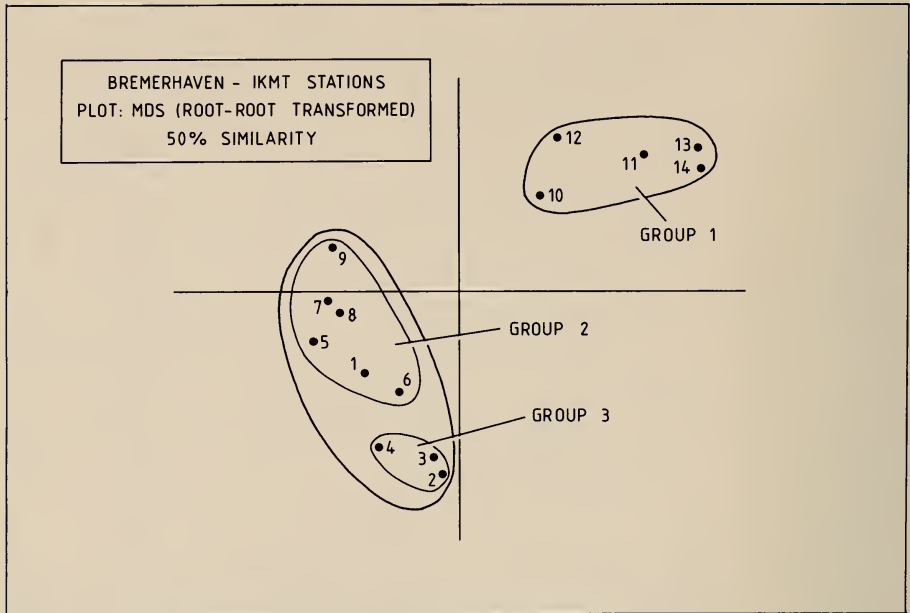 BREMERHAVEN - IKMT STATIONS
PLOT: MDS (ROOT-ROOT TRANSFORMED)
50% SIMILARITY
12
13
11
14
10
GROUP 1
9
7
8
GROUP 2
5
1
6
GROUP 3
4
3
2